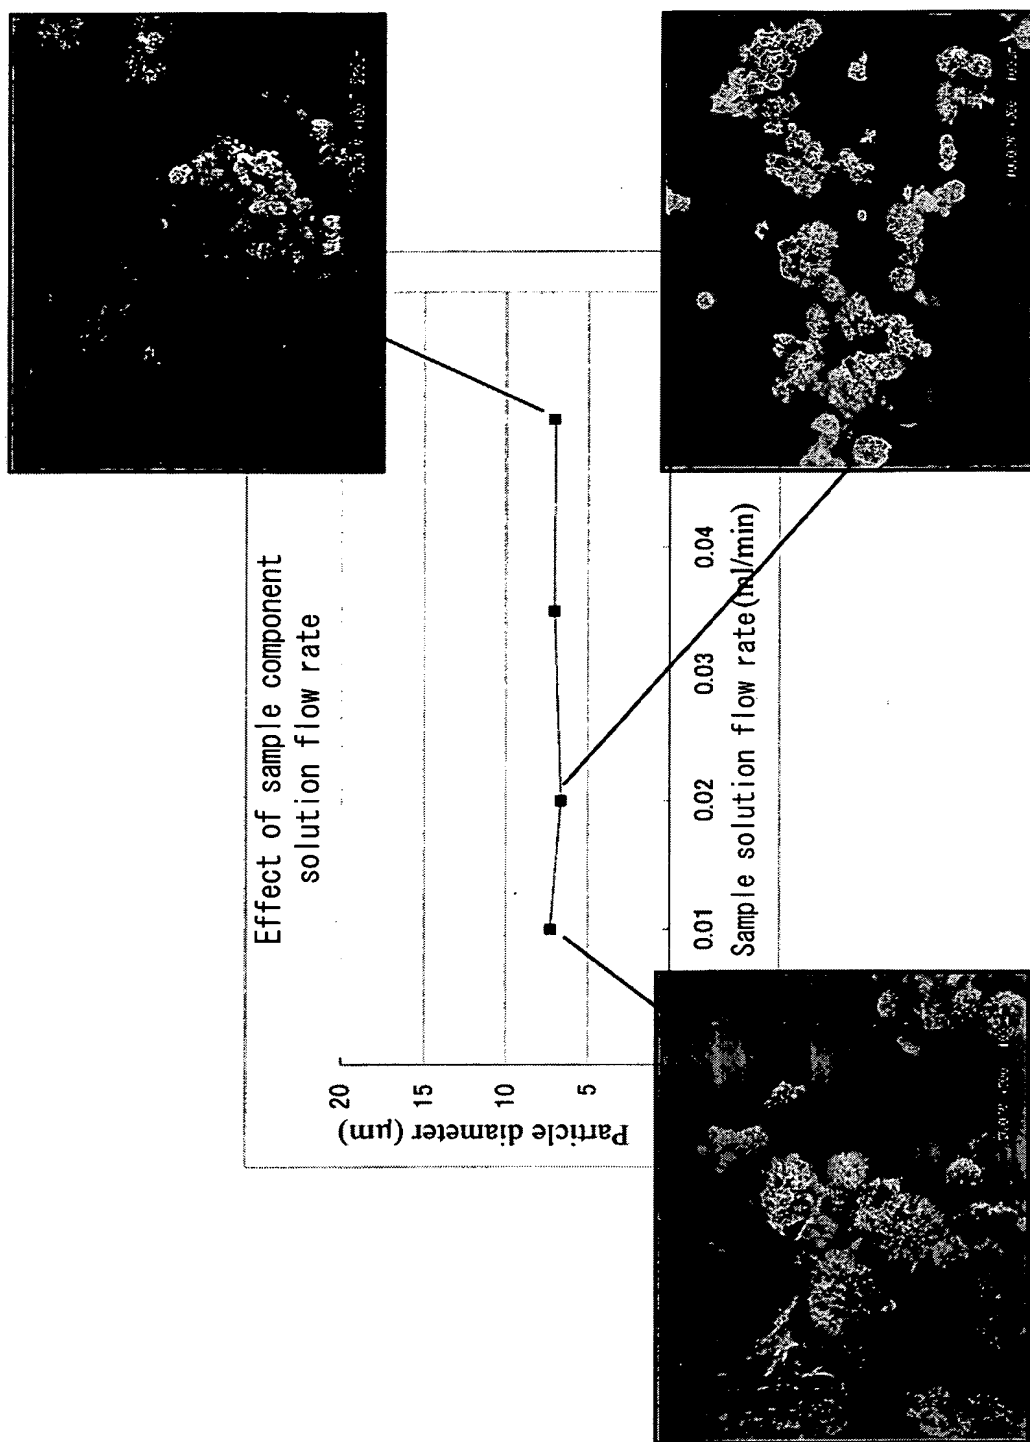 Effect of sample component
solution flow rate
20
15
10
5
Particle diameter (μm)
0.01
0.02
0.03
0.04
Sample solution flow rate(ml/min)